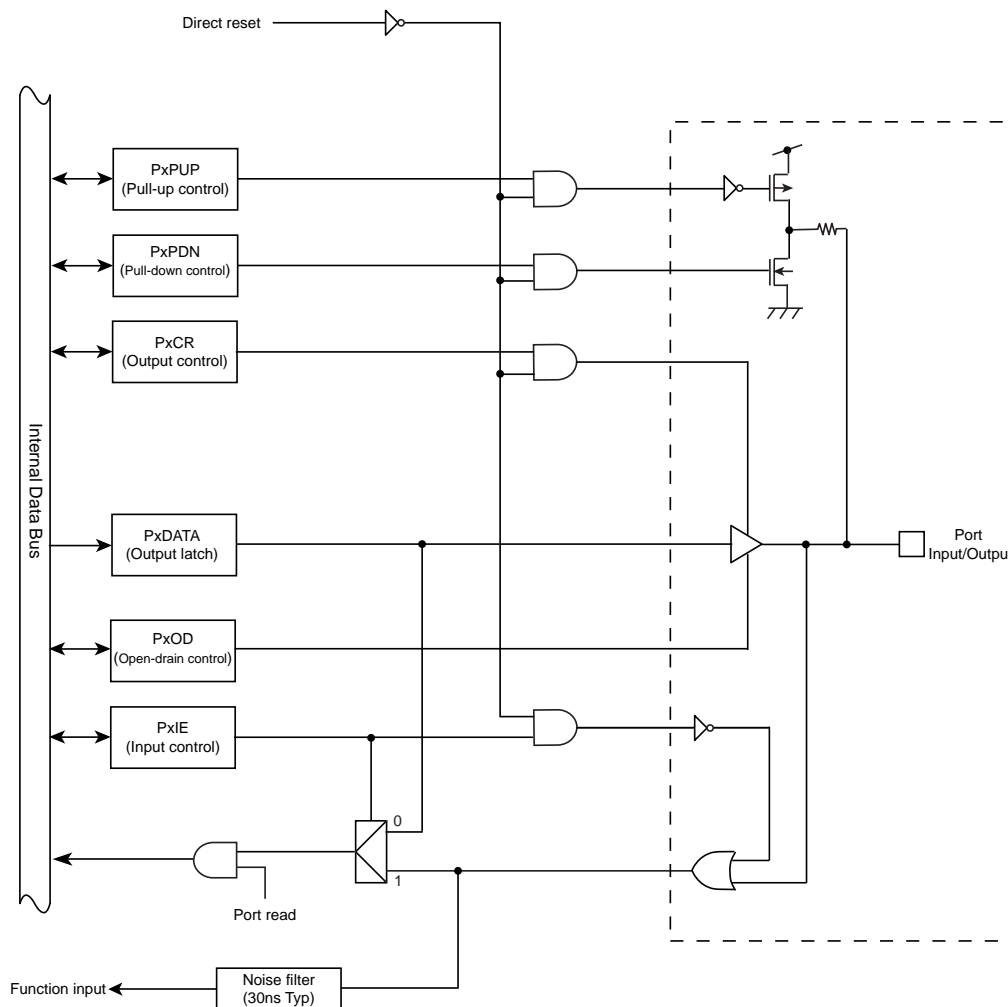 Direct reset
PxPUP
(Pull-up control)
PxPDN
(Pull-down control)
PxCR
(Output control)
Internal Data Bus
PxDATA
(Output latch)
Port
Input/Output
PxOD
(Open-drain control)
PxIE
(Input control)
0
1
Port read
Function input
Noise filter
(30ns Typ)